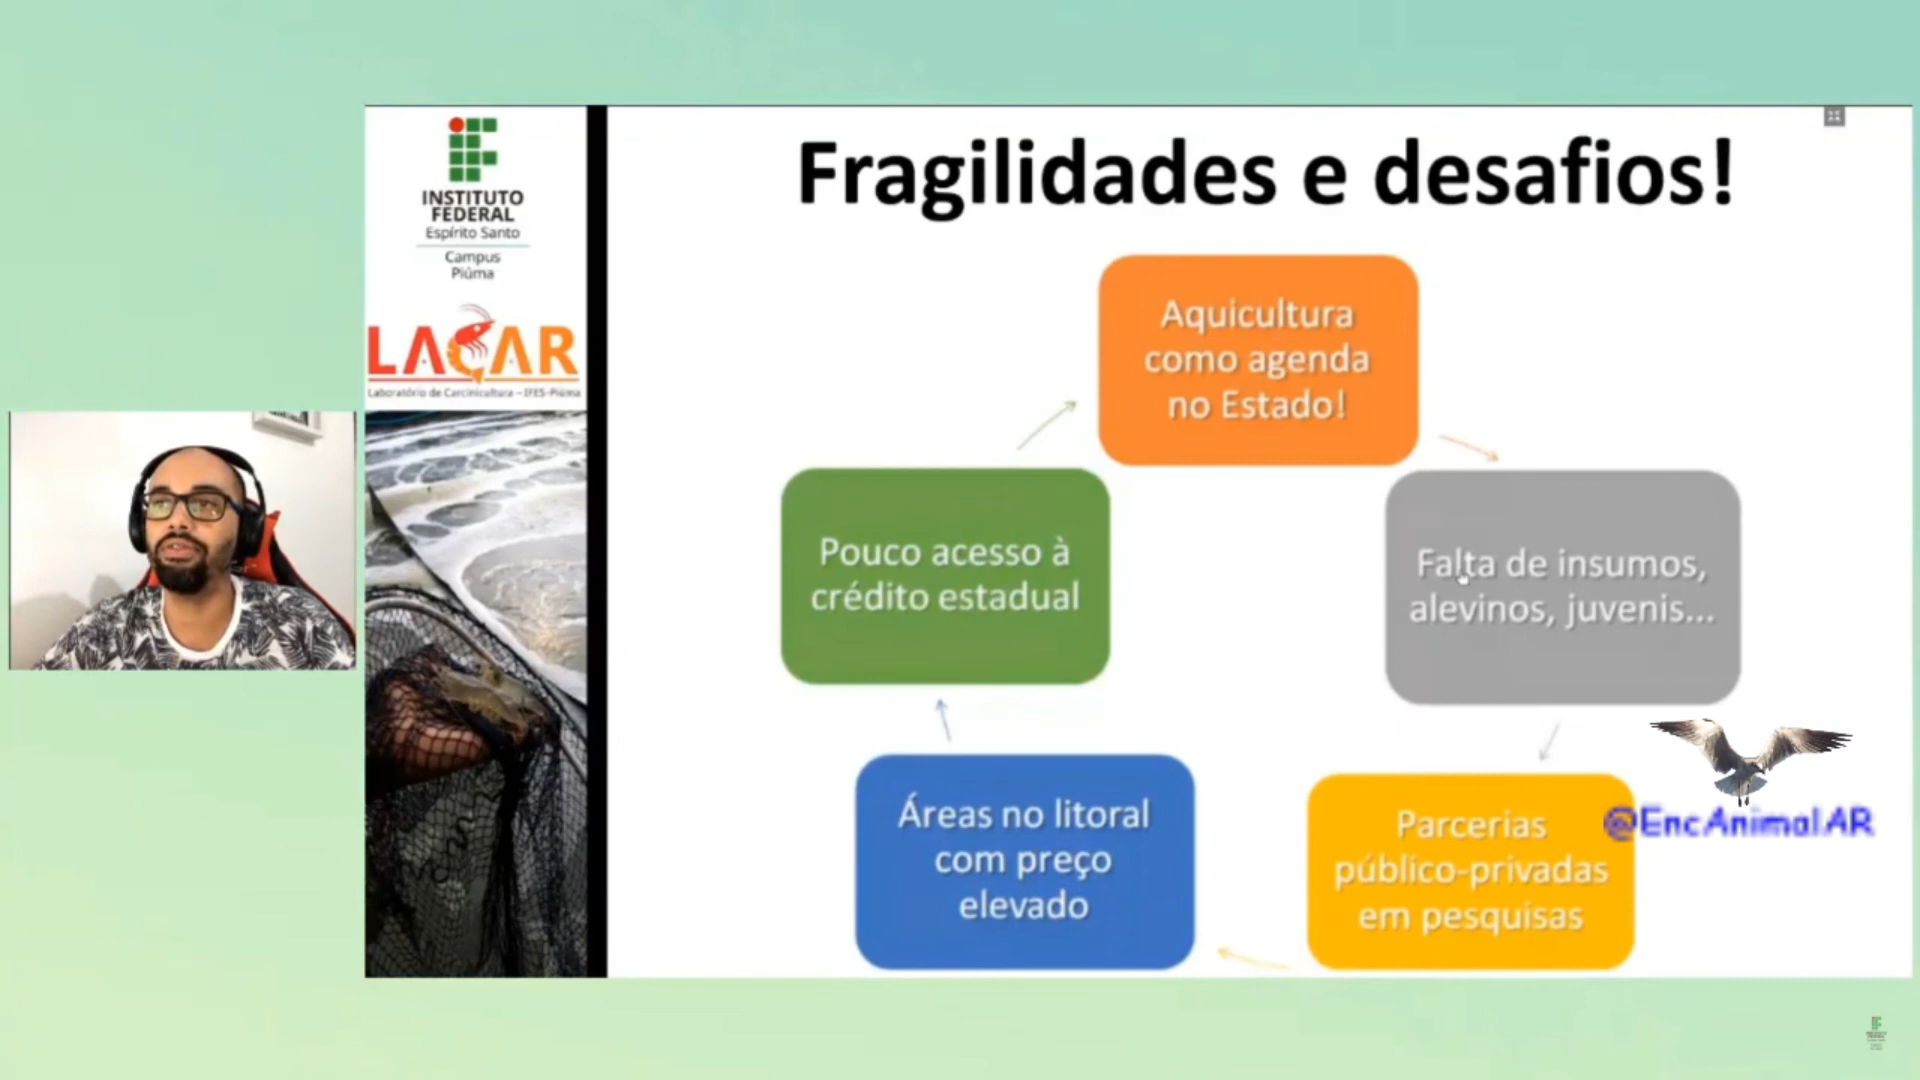 INSTITUTO
FEDERAL
Espírito Santo
Campus
Piúma
LACAR
Laboratório de Carcinicultura – IFES-Piúma
Fragilidades e desafios!
Aquicultura
como agenda
no Estado!
Falta de insumos,
alevinos, juvenis...
Parcerias
público-privadas
em pesquisas
Áreas no litoral
com preço
elevado
Pouco acesso à
crédito estadual
@EncAnimalAR